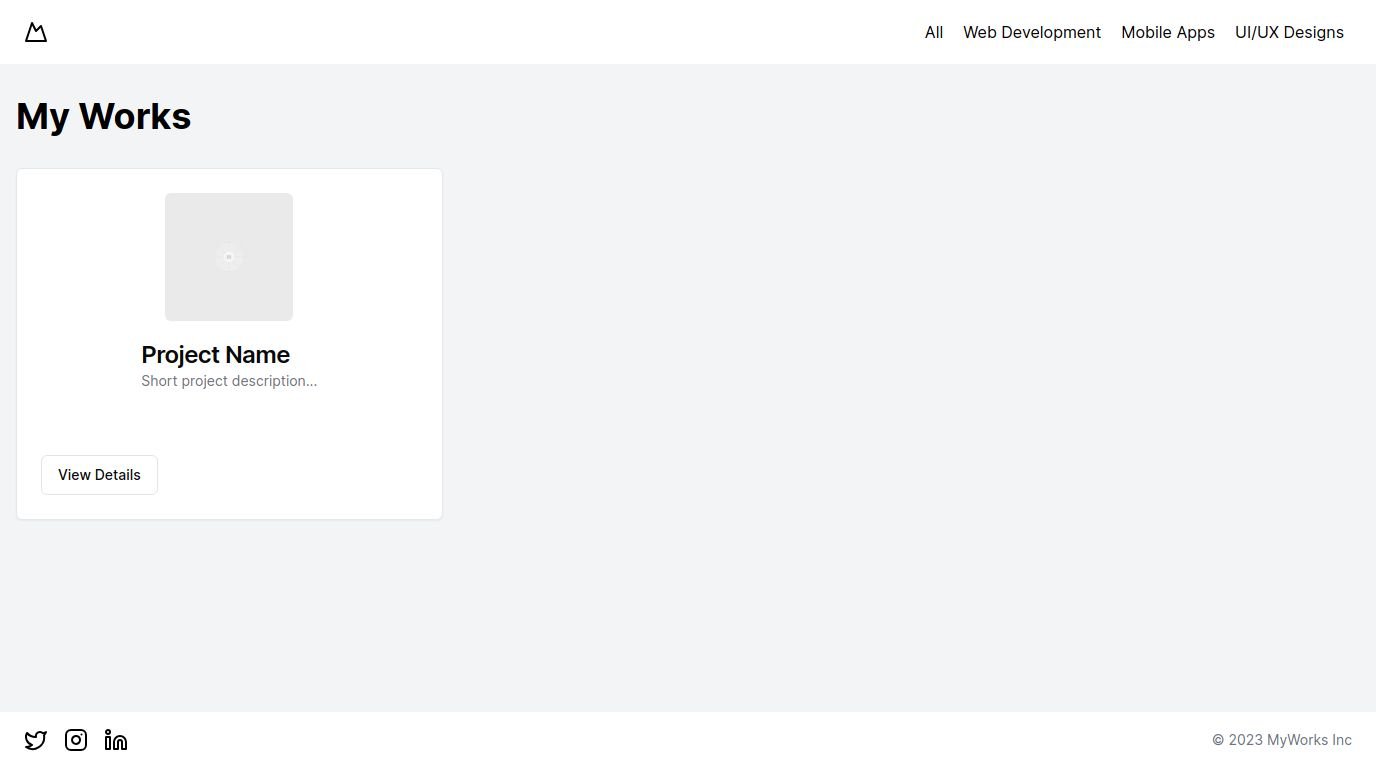 All Web Development Mobile Apps UI/UX Designs
My Works
Project Name
Short project description...
View Details
© 2023 MyWorks Inc